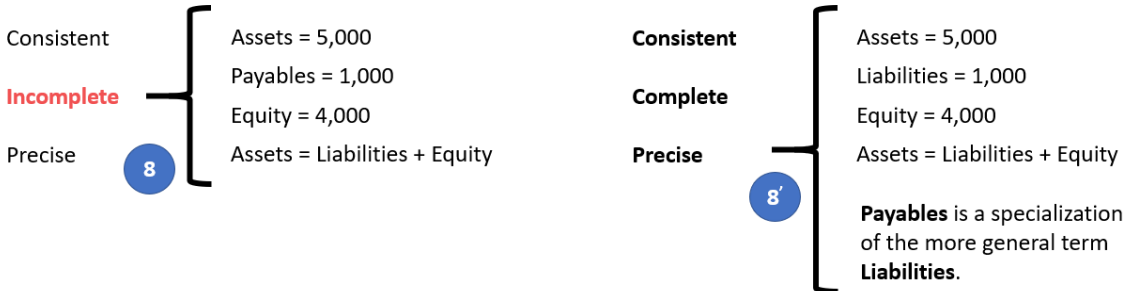 Consistent
Incomplete
Precise
8
Assets = 5,000
Payables = 1,000
Equity = 4,000
Assets = Liabilities + Equity
Consistent
Complete
Precise
8′
Assets = 5,000
Liabilities = 1,000
Equity = 4,000
Assets = Liabilities + Equity
Payables is a specialization
of the more general term
Liabilities.